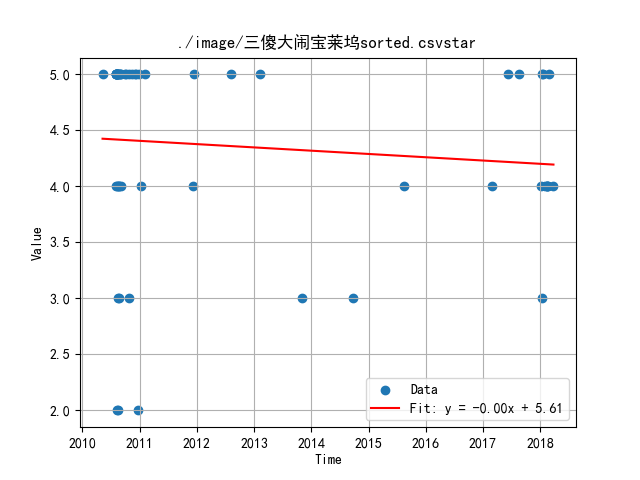 ./image/三傻大闹宝莱坞sorted.csvstar
5.0
4.5
4.0
3.5
3.0
2.5
2.0
Value
Data
Fit: y = -0.00x + 5.61
2010 2011 2012 2013 2014 2015 2016 2017 2018
Time